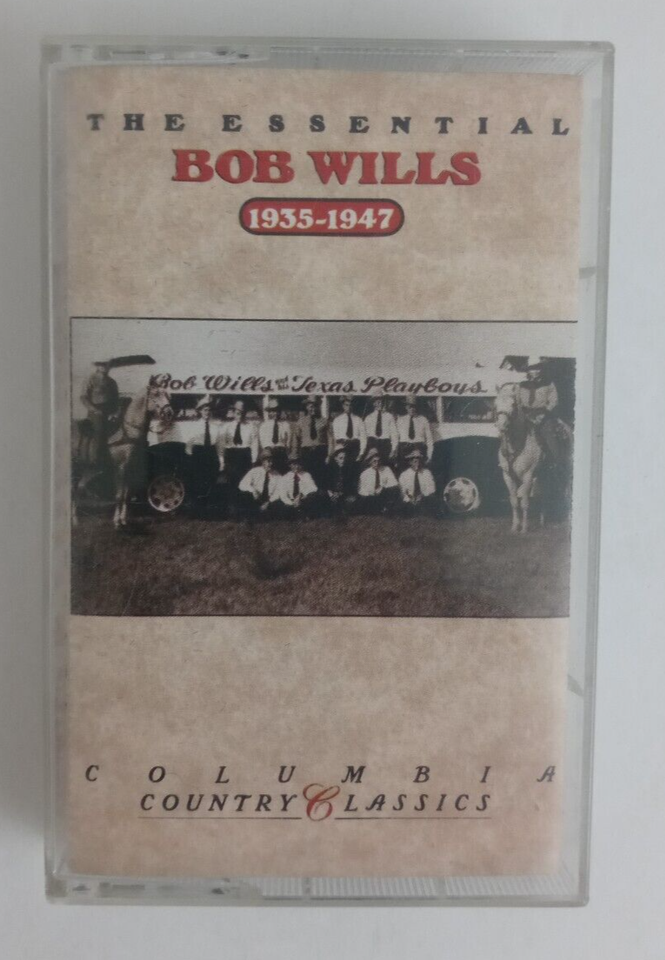 THE ESSENTIAL
BOB WILLS
1935-1947
Bob Wills and his Texas Playboys
COLUMBIA
COUNTRY CLASSICS